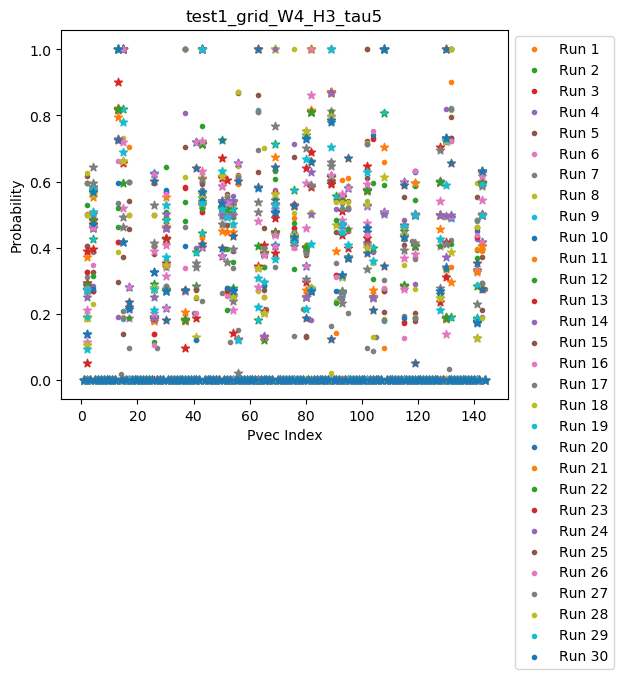 test1_grid_W4_H3_tau5
1.0
0.8
0.6
0.4
0.2
0.0
Probability
0 20 40 60 80 100 120 140
Pvec Index
Run 1
Run 2
Run 3
Run 4
Run 5
Run 6
Run 7
Run 8
Run 9
Run 10
Run 11
Run 12
Run 13
Run 14
Run 15
Run 16
Run 17
Run 18
Run 19
Run 20
Run 21
Run 22
Run 23
Run 24
Run 25
Run 26
Run 27
Run 28
Run 29
Run 30